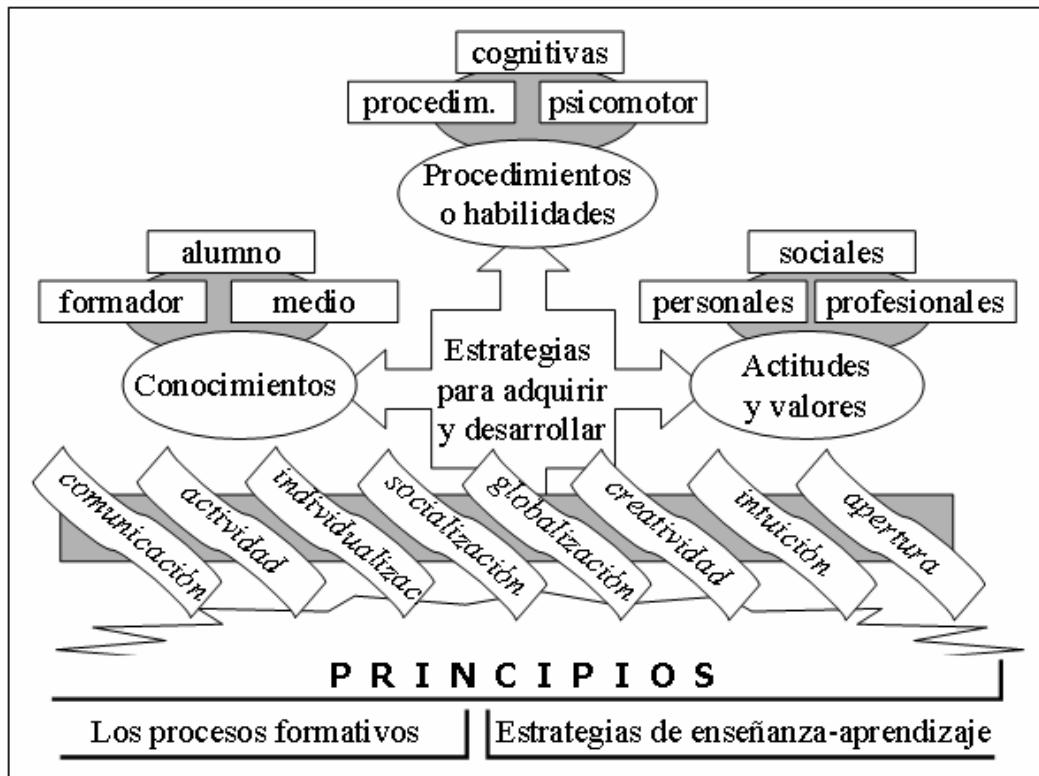 cognitivas
procedim.
psicomotor
Procedimientos
o habilidades
alumno
formador
medio
Conocimientos
sociales
personales
profesionales
Actitudes
y valores
Estrategias
para adquirir
y desarrollar
comunicación
actividad
individualizac
socialización
globalización
creatividad
intuición
apertura
PRINCIPIOS
Los procesos formativos
Estrategias de enseñanza-aprendizaje